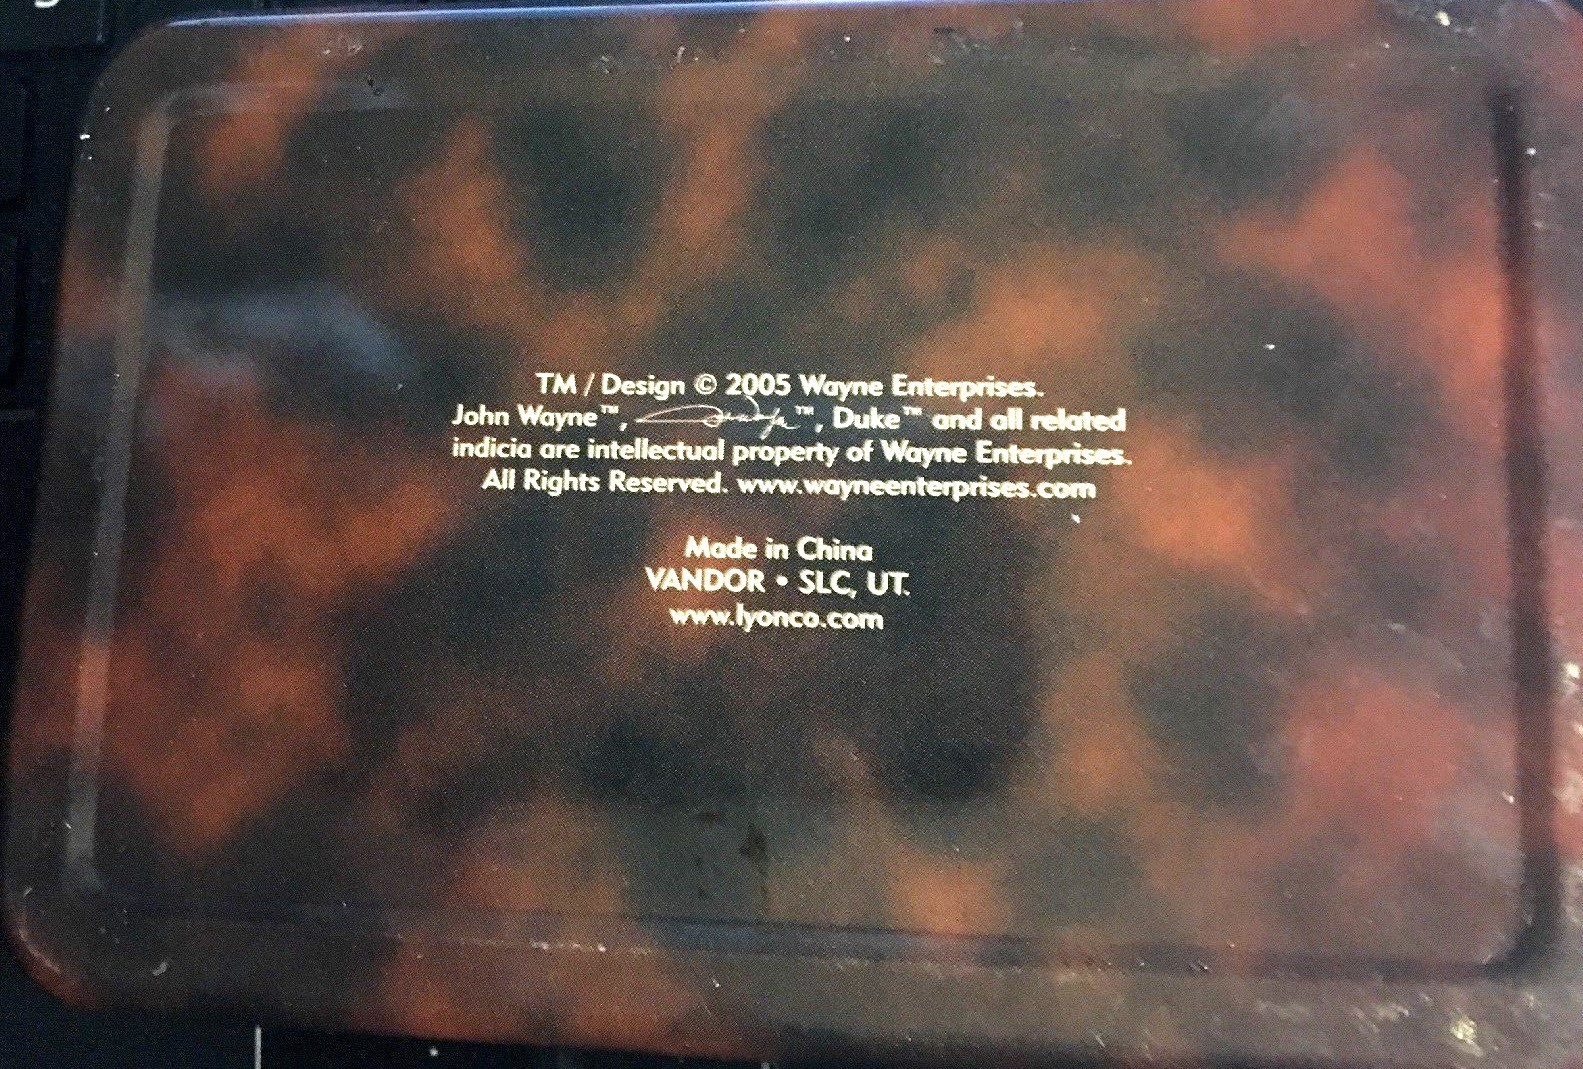 TM / Design © 2005 Wayne Enterprises.
John Wayne™, ™, Duke™ and all related
indicia are intellectual property of Wayne Enterprises.
All Rights Reserved. www.wayneenterprises.com
Made in China
VANDOR • SLC, UT.
www.lyonco.com